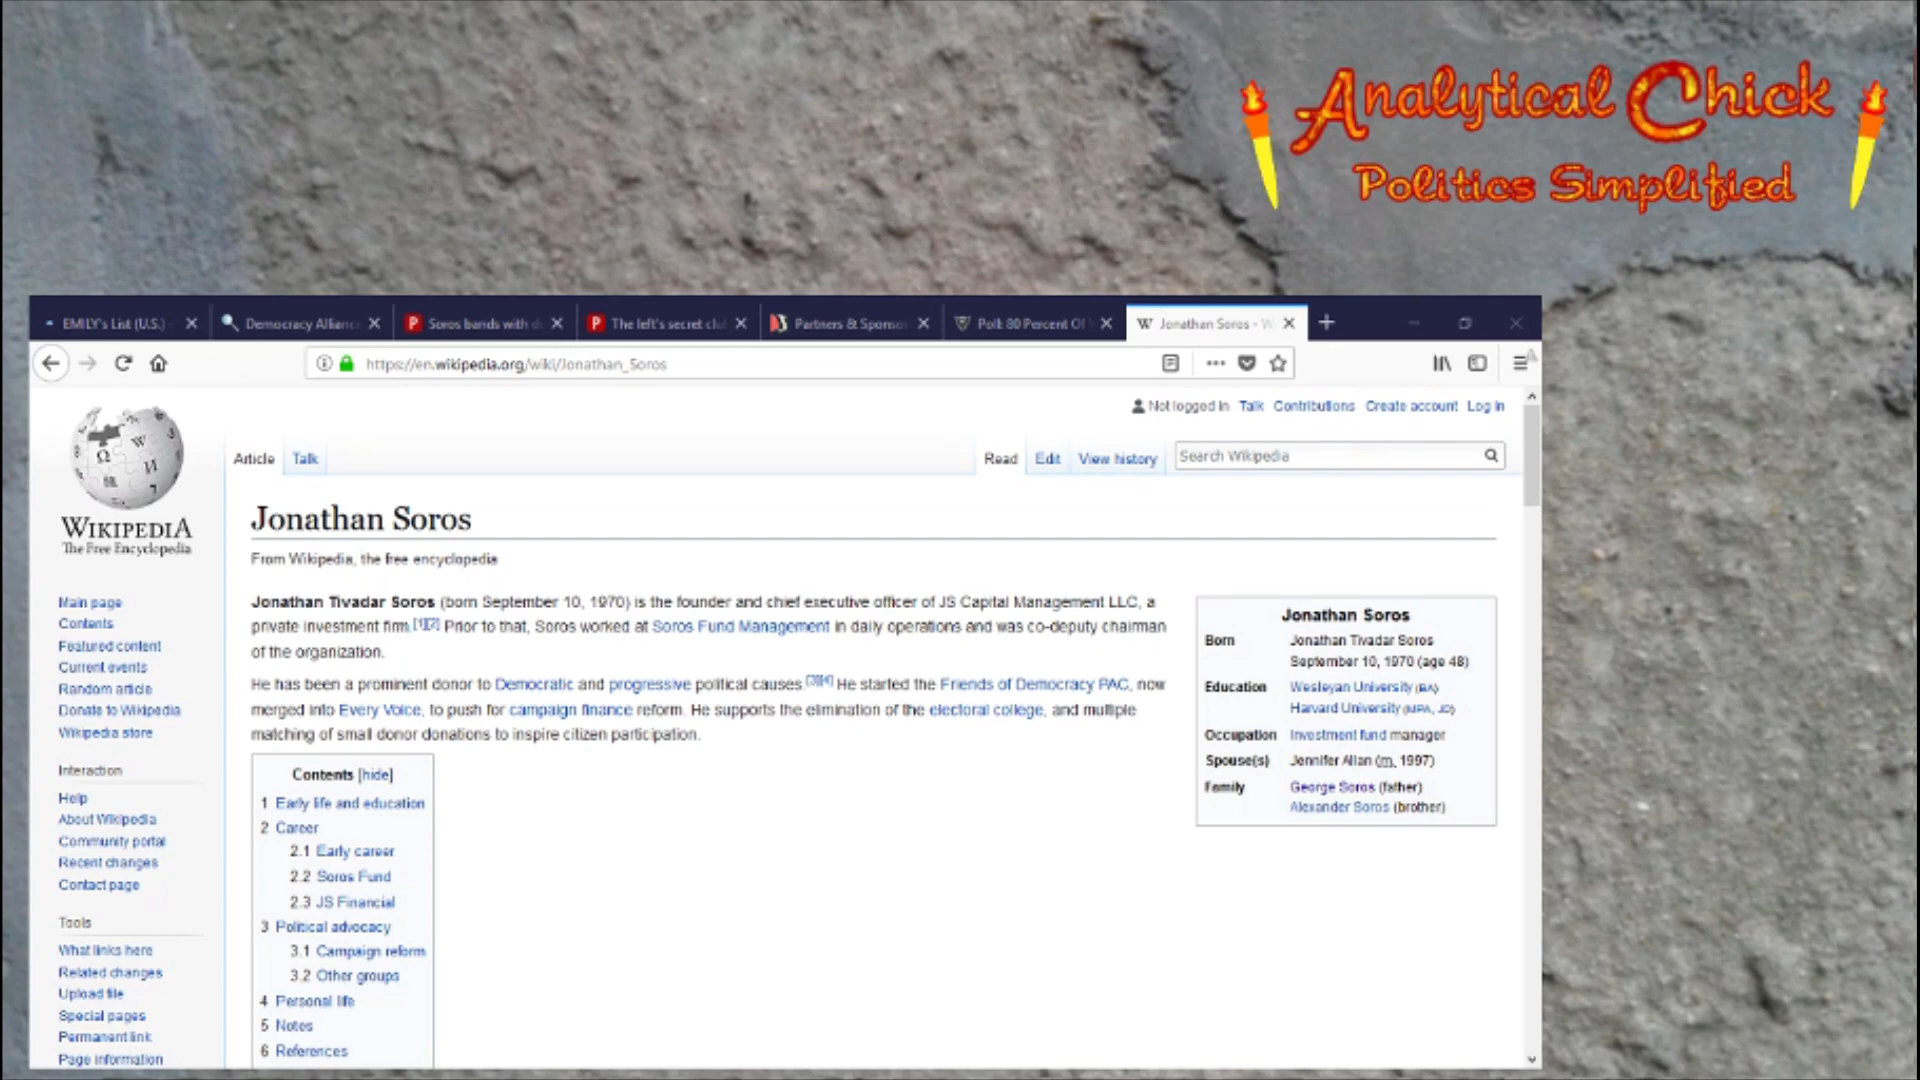 Analytical Chick
Politics Simplified
EMILY's List (U.S.)
Democracy Allianc
Soros bands with d
The left's secret clu
Partners & Sponso
Poll: 80 Percent Of
Jonathan Soros - W
https://en.wikipedia.org/wiki/Jonathan_Soros
Not logged in Talk Contributions Create account Log in
Article Talk Read Edit View history Search Wikipedia
WIKIPEDIA
The Free Encyclopedia
Main page
Contents
Featured content
Current events
Random article
Donate to Wikipedia
Wikipedia store
Interaction
Help
About Wikipedia
Community portal
Recent changes
Contact page
Tools
What links here
Related changes
Upload file
Special pages
Permanent link
Page information
Jonathan Soros
From Wikipedia, the free encyclopedia
Jonathan Tivadar Soros (born September 10, 1970) is the founder and chief executive officer of JS Capital Management LLC, a
private investment firm.[1][2] Prior to that, Soros worked at Soros Fund Management in daily operations and was co-deputy chairman
of the organization.
He has been a prominent donor to Democratic and progressive political causes.[3][4] He started the Friends of Democracy PAC, now
merged into Every Voice, to push for campaign finance reform. He supports the elimination of the electoral college, and multiple
matching of small donor donations to inspire citizen participation.
Contents [hide]
1 Early life and education
2 Career
2.1 Early career
2.2 Soros Fund
2.3 JS Financial
3 Political advocacy
3.1 Campaign reform
3.2 Other groups
4 Personal life
5 Notes
6 References
Jonathan Soros
Born Jonathan Tivadar Soros
September 10, 1970 (age 48)
Education Wesleyan University (BA)
Harvard University (MPA, JD)
Occupation Investment fund manager
Spouse(s) Jennifer Allan (m. 1997)
Family George Soros (father)
Alexander Soros (brother)